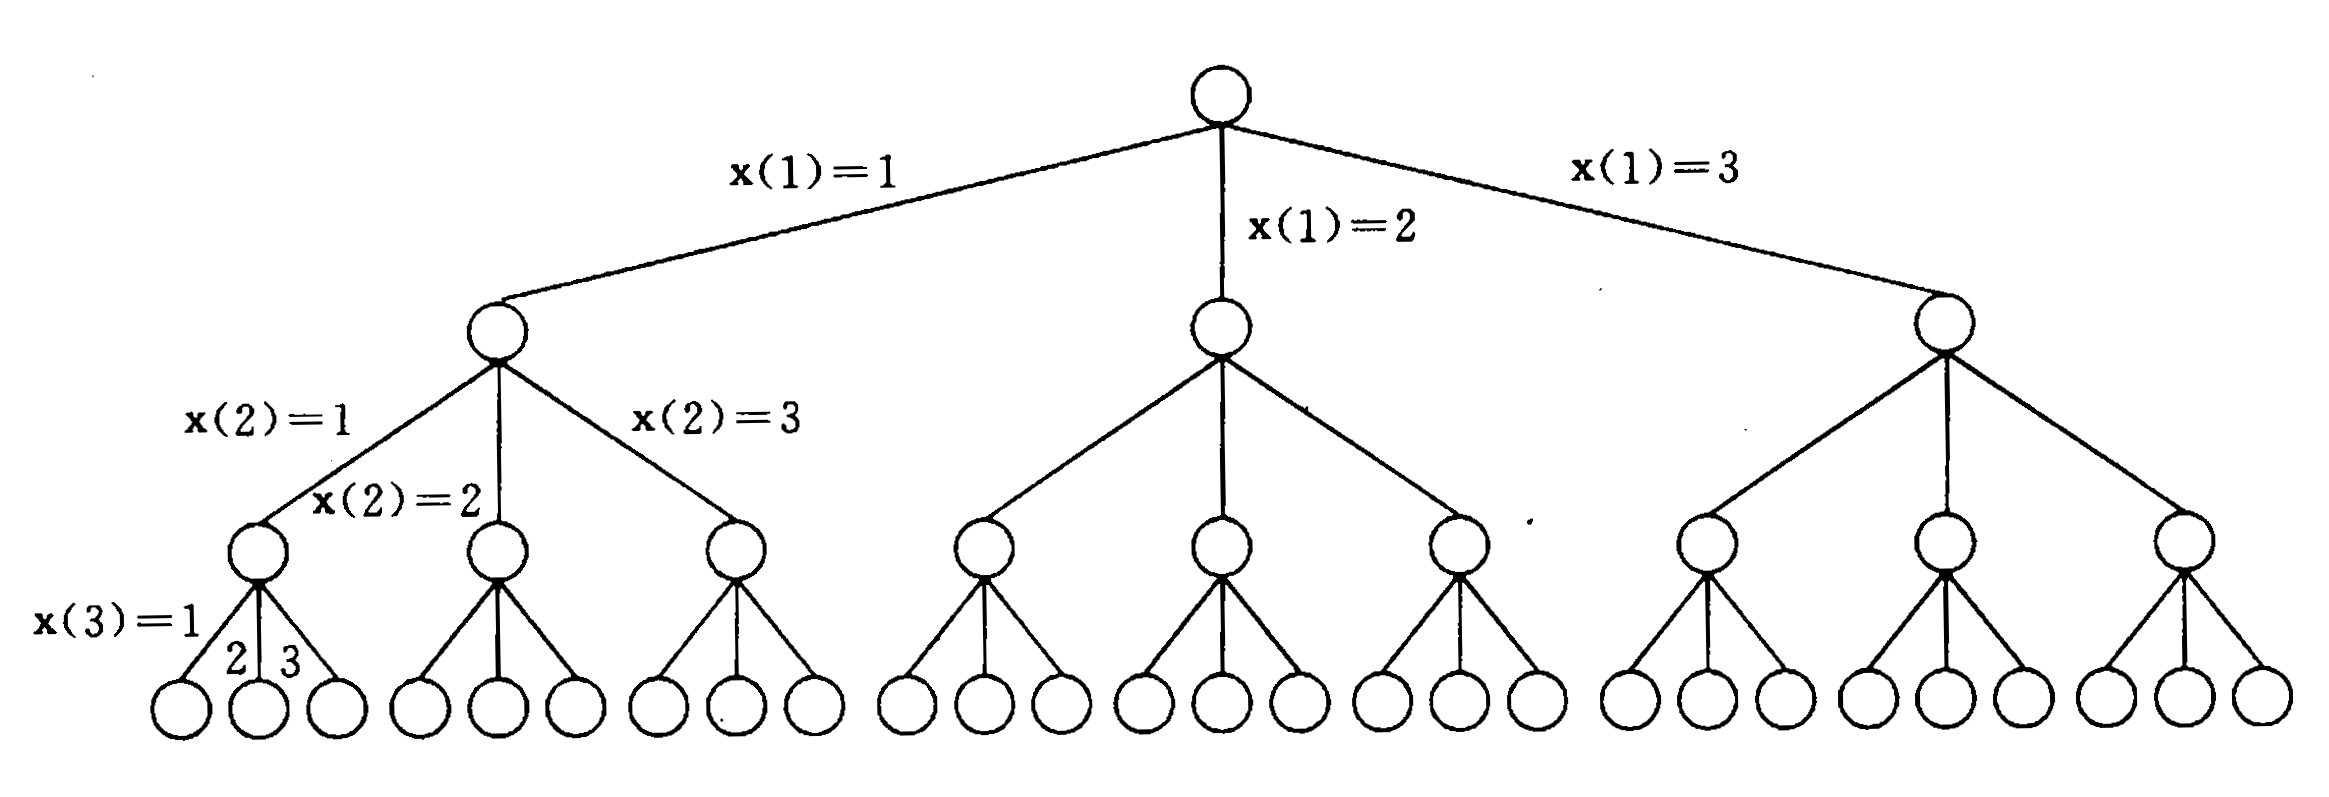 x(1)=1
x(1)=3
x(1)=2
x(2)=1
x(2)=3
x(2)=2
x(3)=1
2
3